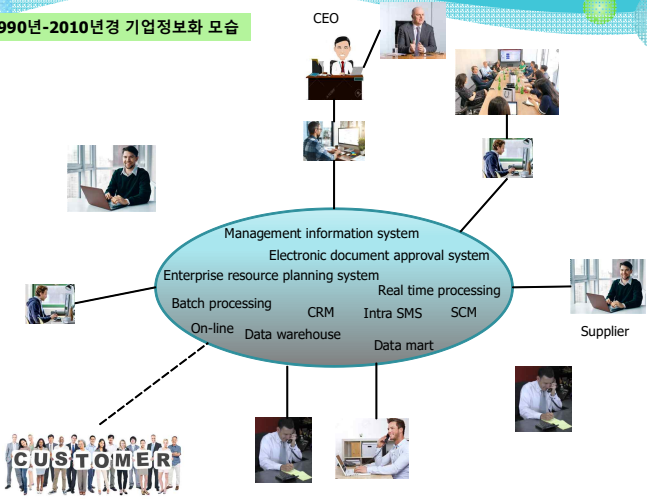 990년-2010년경 기업정보화 모습
CEO
Management information system
Electronic document approval system
Enterprise resource planning system
Real time processing
Batch processing
CRM
Intra SMS
SCM
On-line
Data warehouse
Data mart
Supplier
CUSTOMER